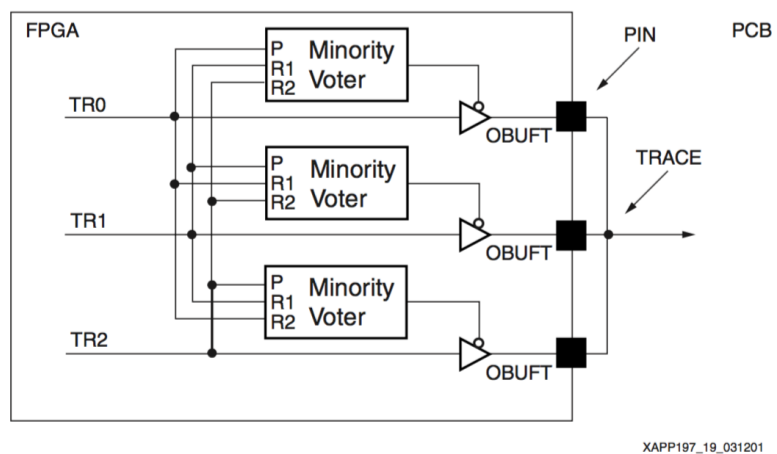 FPGA
PIN
PCB
P
R1
R2
Minority
Voter
TR0
OBUFT
TRACE
P
R1
R2
Minority
Voter
TR1
OBUFT
P
R1
R2
Minority
Voter
TR2
OBUFT
XAPP197_19_031201